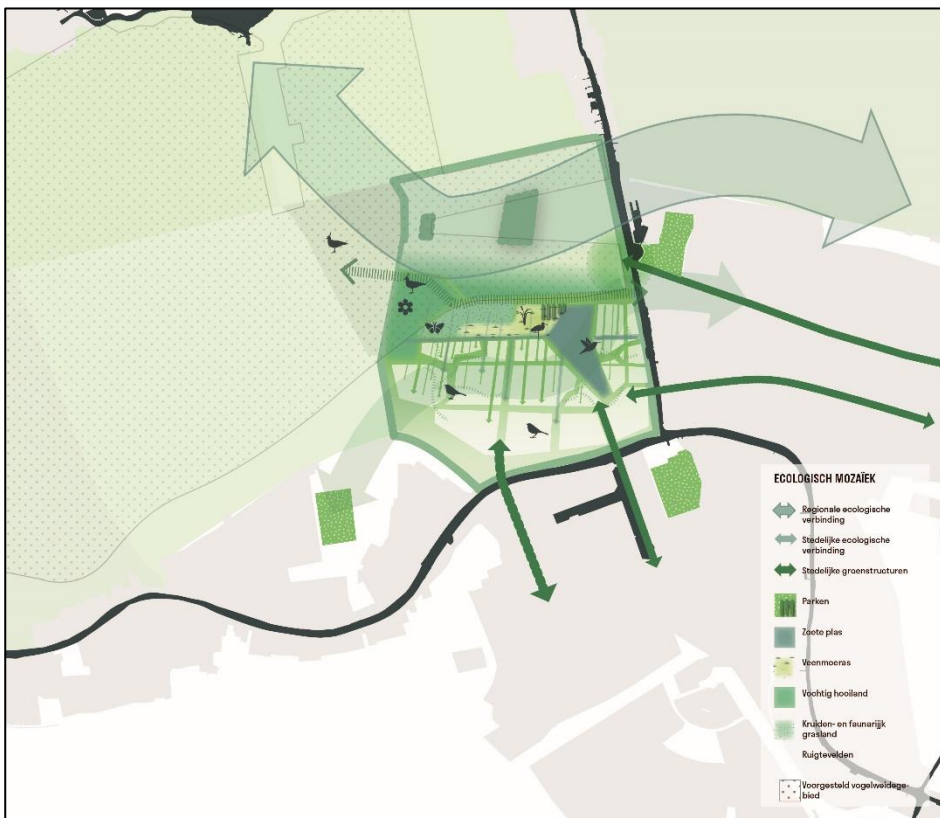 ECOLOGISCH MOZAÏEK
Regionale ecologische
verbinding
Stedelijke ecologische
verbinding
Stedelijke groenstructuren
Parken
Zoete plas
Veenmoeras
Vochtig hooiland
Kruiden- en faunarijk
grasland
Ruigtevelden
Voorgesteld vogelweidege-
bied